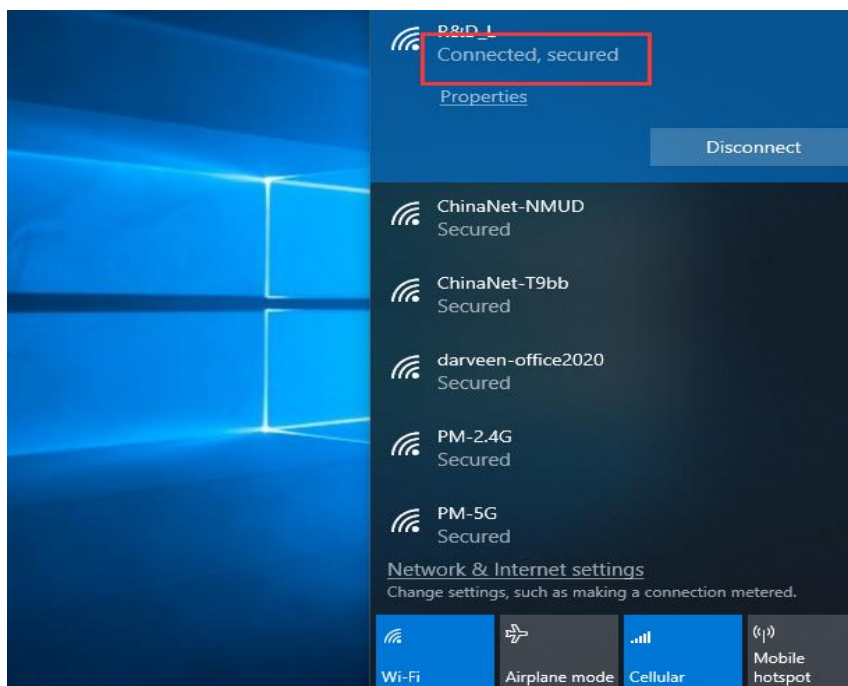 R&D_L
Connected, secured
Properties
Disconnect
ChinaNet-NMUD
Secured
ChinaNet-T9bb
Secured
darveen-office2020
Secured
PM-2.4G
Secured
PM-5G
Secured
Network & Internet settings
Change settings, such as making a connection metered.
Wi-Fi
Airplane mode
Cellular
Mobile
hotspot